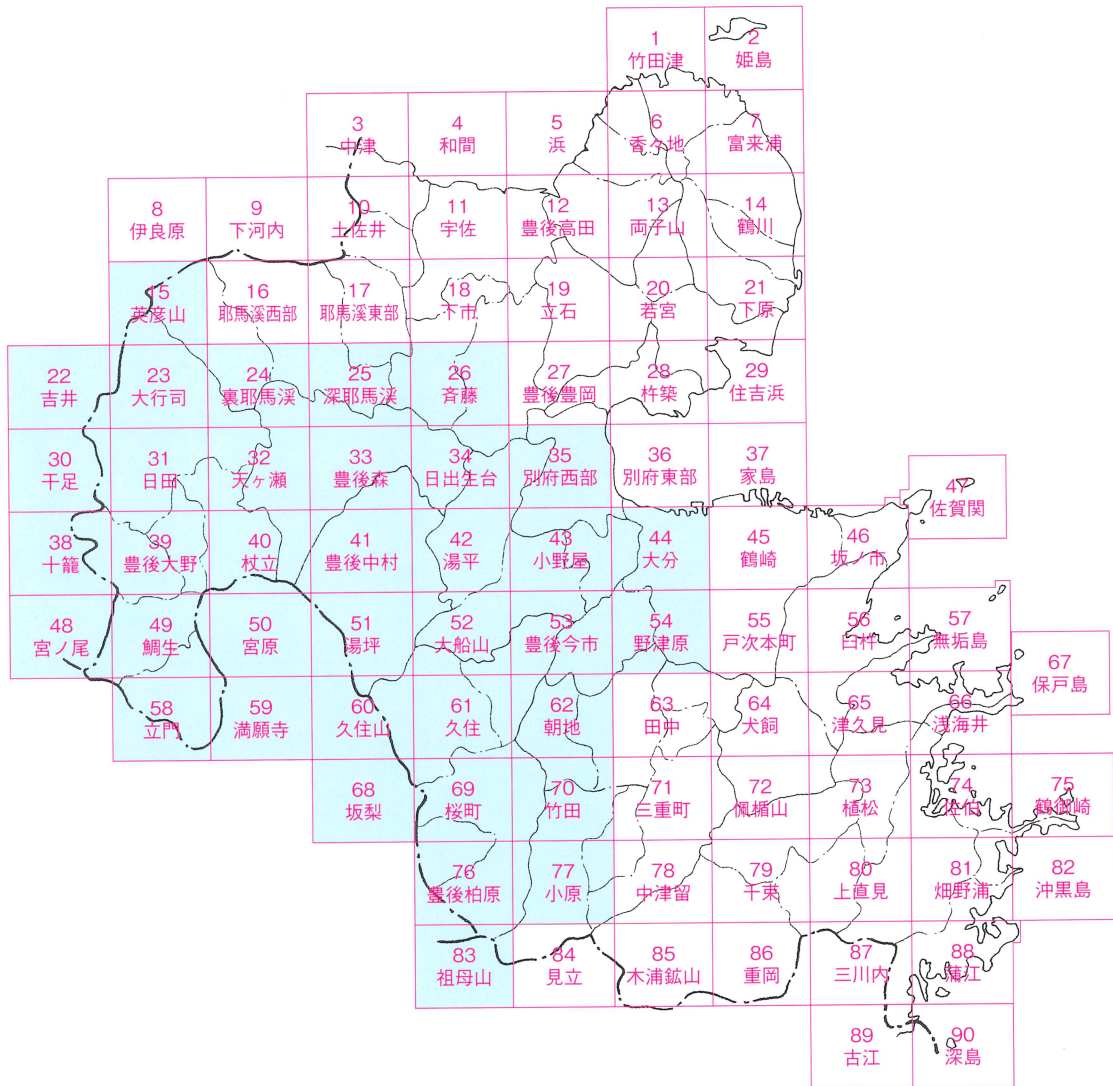 1
竹田津
2
姫島
3
中津
4
和間
5
浜
6
香々地
7
富来浦
8
伊良原
9
下河内
10
土佐井
11
宇佐
12
豊後高田
13
両子山
14
鶴川
15
英彦山
16
耶馬溪西部
17
耶馬溪東部
18
下市
19
立石
20
若宮
21
下原
22
吉井
23
大行司
24
裏耶馬渓
25
深耶馬渓
26
斉藤
27
豊後豊岡
28
杵築
29
住吉浜
30
干足
31
日田
32
天ヶ瀬
33
豊後森
34
日出生台
35
別府西部
36
別府東部
37
家島
38
十籠
39
豊後大野
40
杖立
41
豊後中村
42
湯平
43
小野屋
44
大分
45
鶴崎
46
坂ノ市
47
佐賀関
48
宮ノ尾
49
鯛生
50
宮原
51
湯坪
52
大船山
53
豊後今市
54
野津原
55
戸次本町
56
臼杵
57
無垢島
58
立門
59
満願寺
60
久住山
61
久住
62
朝地
63
田中
64
犬飼
65
津久見
66
浅海井
67
保戸島
68
坂梨
69
桜町
70
竹田
71
三重町
72
佩楯山
73
植松
74
佐伯
75
鶴御崎
76
豊後柏原
77
小原
78
中津留
79
千束
80
上直見
81
畑野浦
82
沖黒島
83
祖母山
84
見立
85
木浦鉱山
86
重岡
87
三川内
88
蒲江
89
古江
90
深島